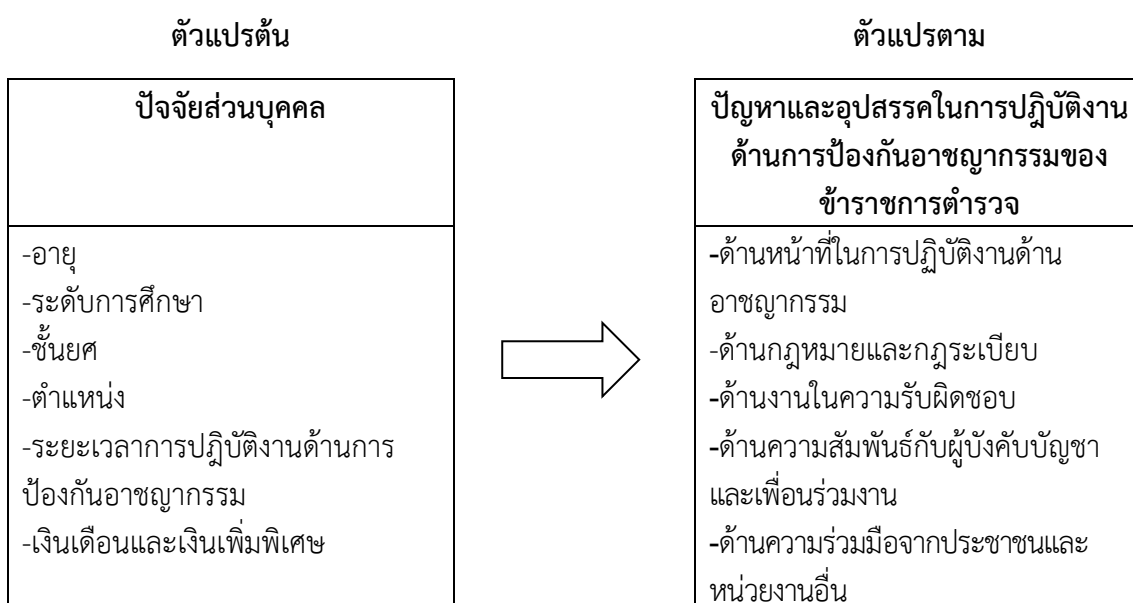 ตัวแปรต้น
ตัวแปรตาม
ปัจจัยส่วนบุคคล
-อายุ
-ระดับการศึกษา
-ชั้นยศ
-ตำแหน่ง
-ระยะเวลาการปฎิบัติงานด้านการ
ป้องกันอาชญากรรม
-เงินเดือนและเงินเพิ่มพิเศษ
ปัญหาและอุปสรรคในการปฎิบัติงาน
ด้านการป้องกันอาชญากรรมของ
ข้าราชการตำรวจ
-ด้านหน้าที่ในการปฏิบัติงานด้าน
อาชญากรรม
-ด้านกฎหมายและกฎระเบียบ
-ด้านงานในความรับผิดชอบ
-ด้านความสัมพันธ์กับผู้บังคับบัญชา
และเพื่อนร่วมงาน
-ด้านความร่วมมือจากประชาชนและ
หน่วยงานอื่น